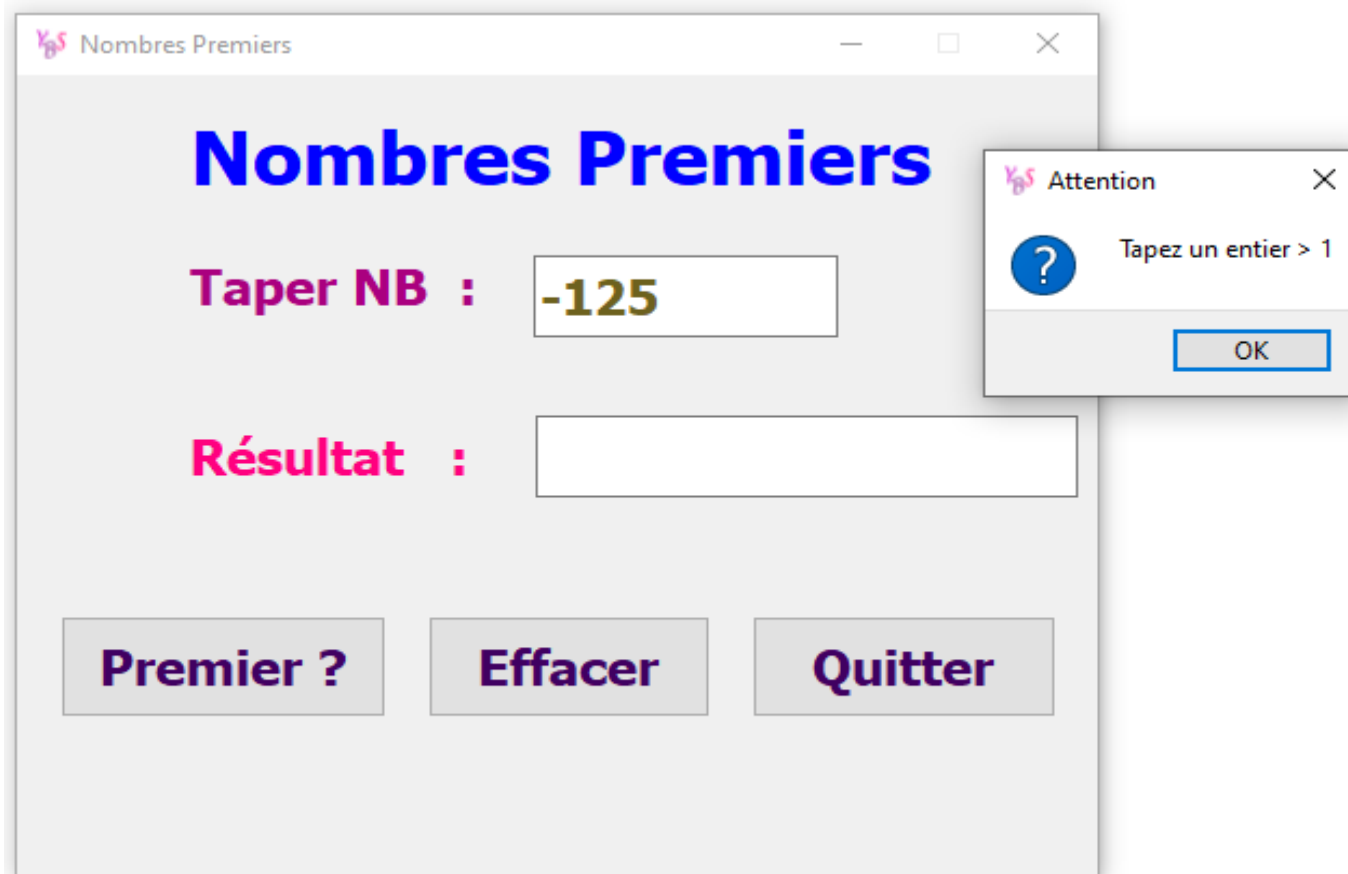 Nombres Premiers
Nombres Premiers
Attention
Tapez un entier > 1
OK
Taper NB :
-125
Résultat :
Premier ?
Effacer
Quitter